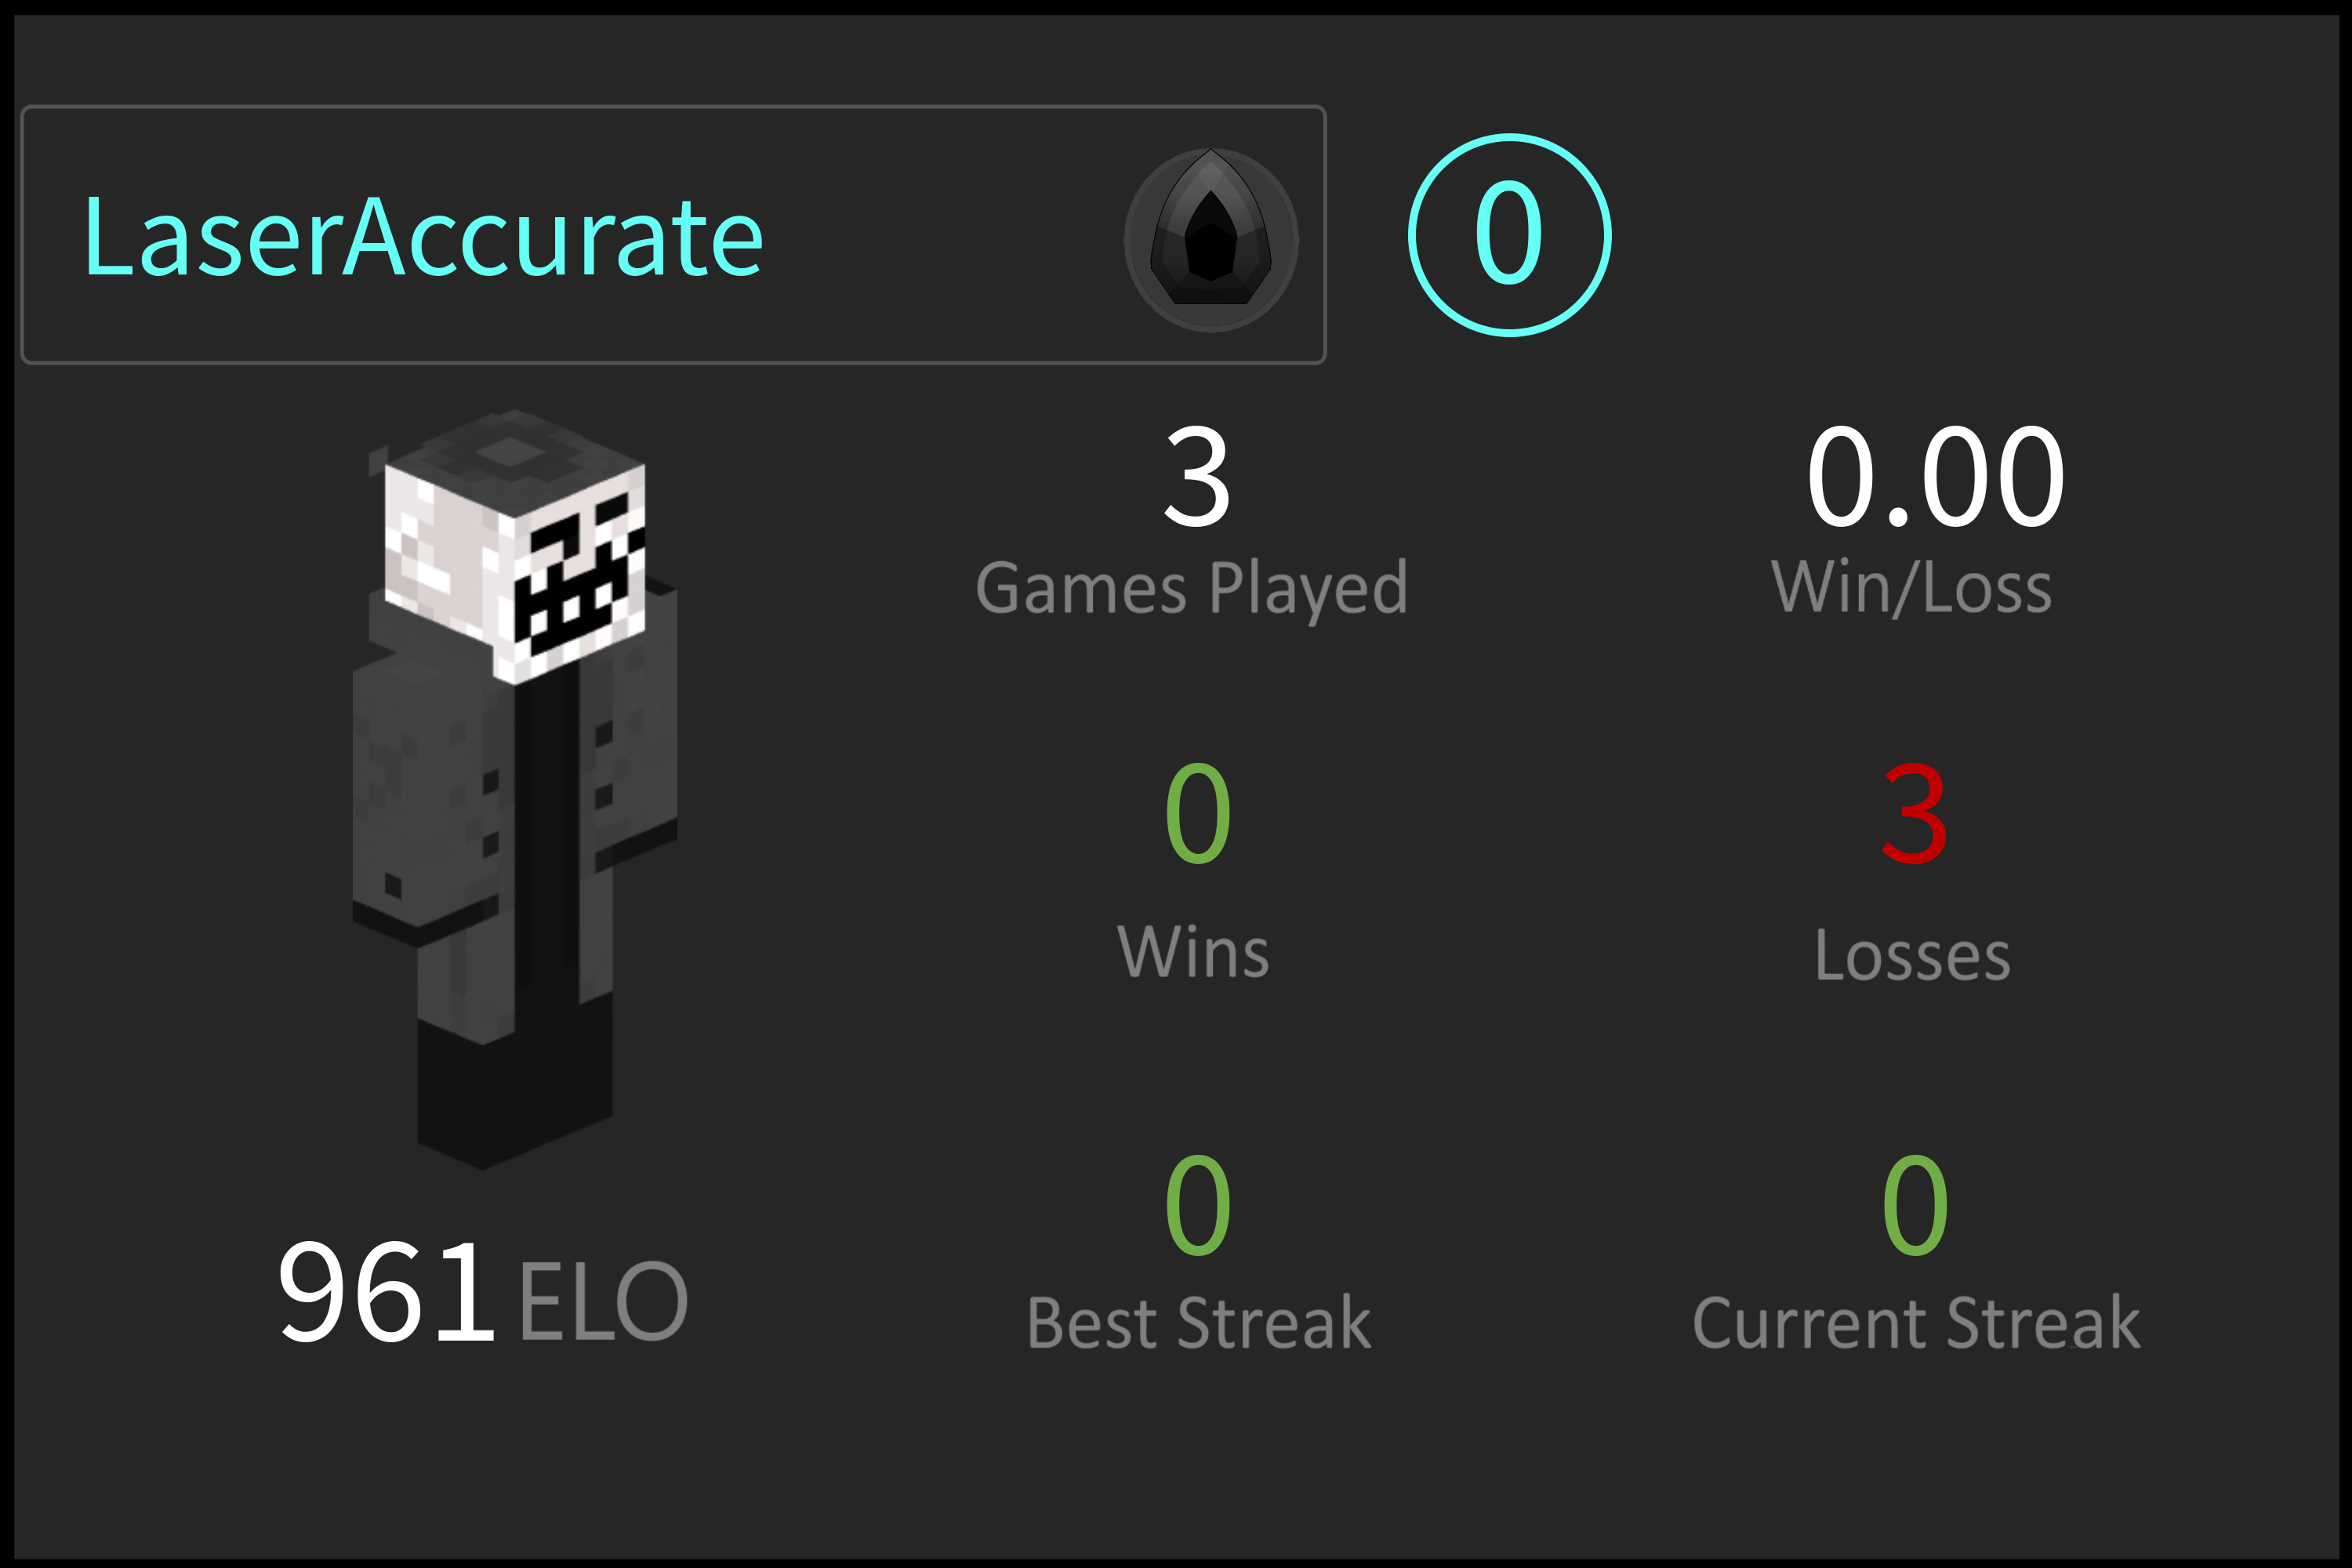 LaserAccurate
0
3
0.00
Games Played
Win/Loss
0
3
Wins
Losses
0
0
961 ELO
Best Streak
Current Streak